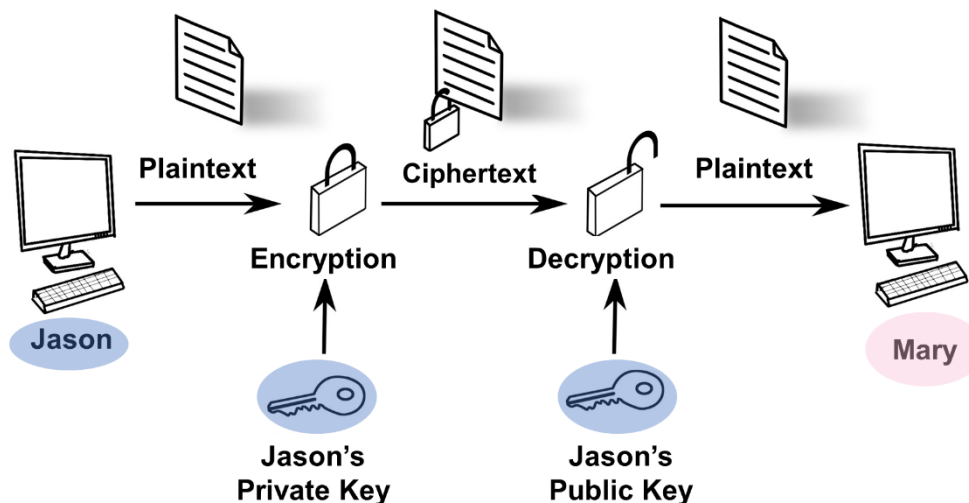 Plaintext
Ciphertext
Plaintext
Encryption
Decryption
Jason
Mary
Jason's
Private Key
Jason's
Public Key